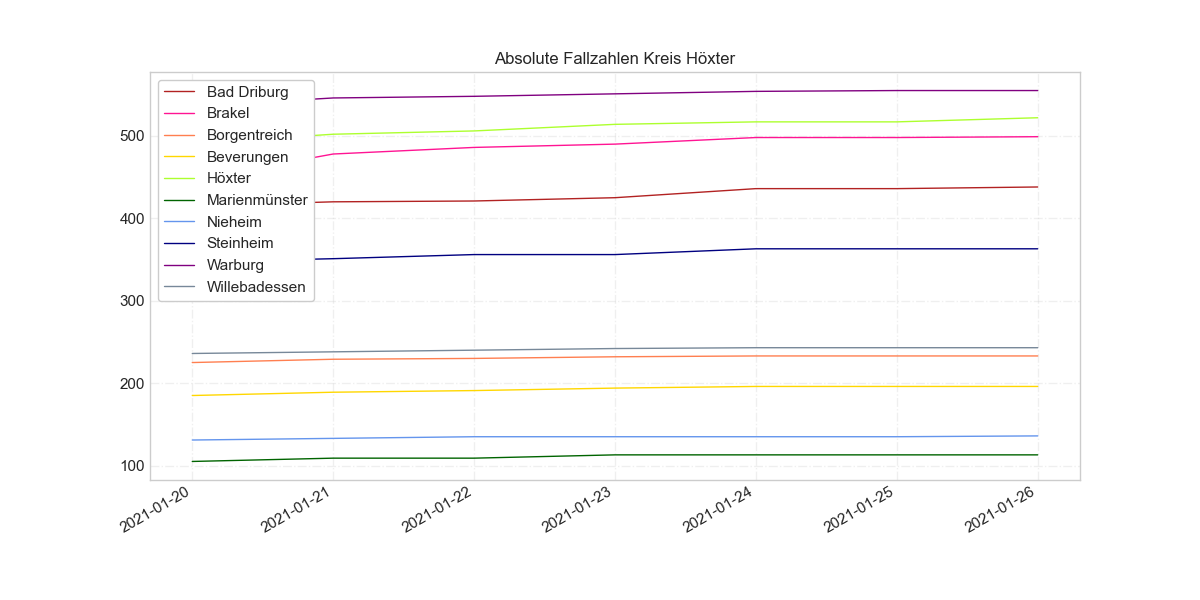 Absolute Fallzahlen Kreis Höxter
Bad Driburg
Brakel
Borgentreich
Beverungen
Höxter
Marienmünster
Nieheim
Steinheim
Warburg
Willebadessen
500
400
300
200
100
2021-01-20
2021-01-21
2021-01-22
2021-01-23
2021-01-24
2021-01-25
2021-01-26